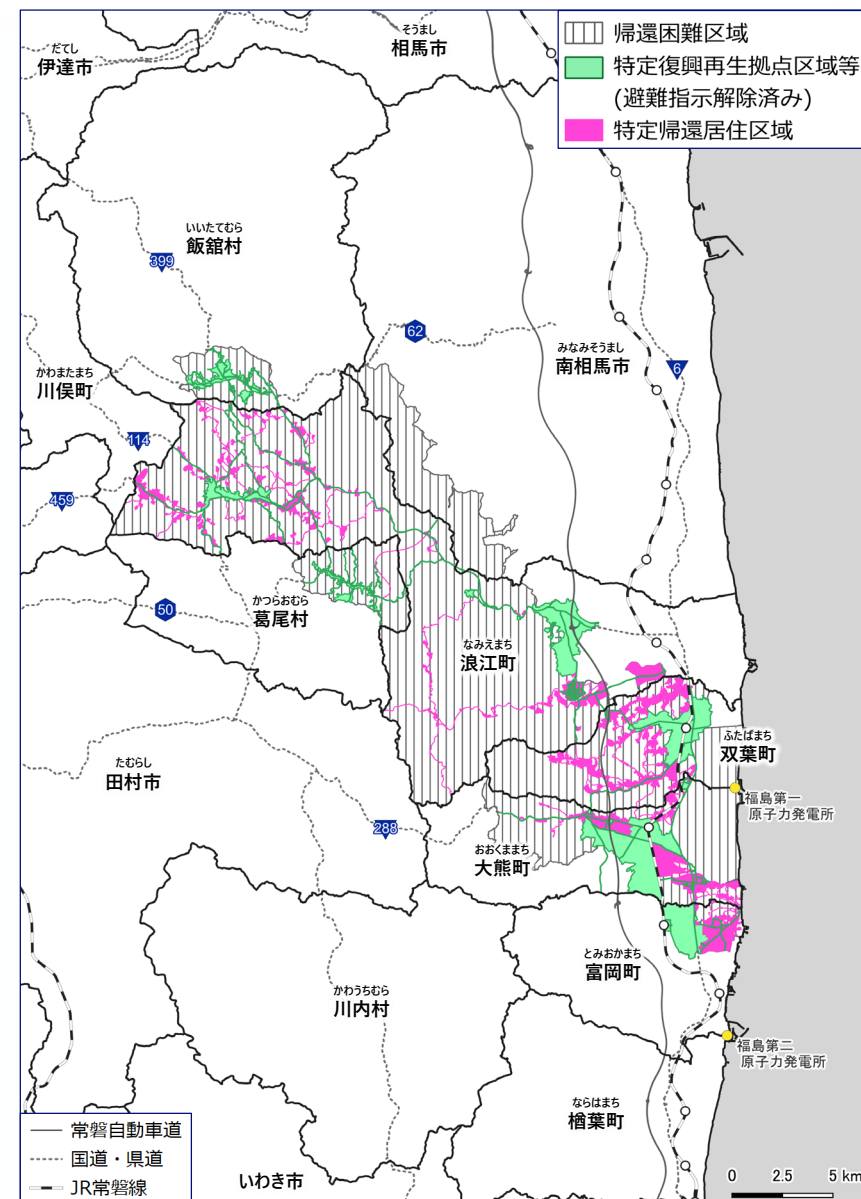 帰還困難区域
特定復興再生拠点区域等
(避難指示解除済み)
特定帰還居住区域
そうまし
相馬市
だてし
伊達市
いいたてむら
飯舘村
399
62
みなみそうまし
南相馬市
6
かわまたまち
川俣町
114
459
かつらおむら
葛尾村
50
なみえまち
浪江町
ふたばまち
双葉町
たむらし
田村市
福島第一
原子力発電所
288
おおくままち
大熊町
とみおかまち
富岡町
かわうちむら
川内村
福島第二
原子力発電所
ならはまち
楢葉町
いわき市
常磐自動車道
国道・県道
JR常磐線
0 2.5 5 km